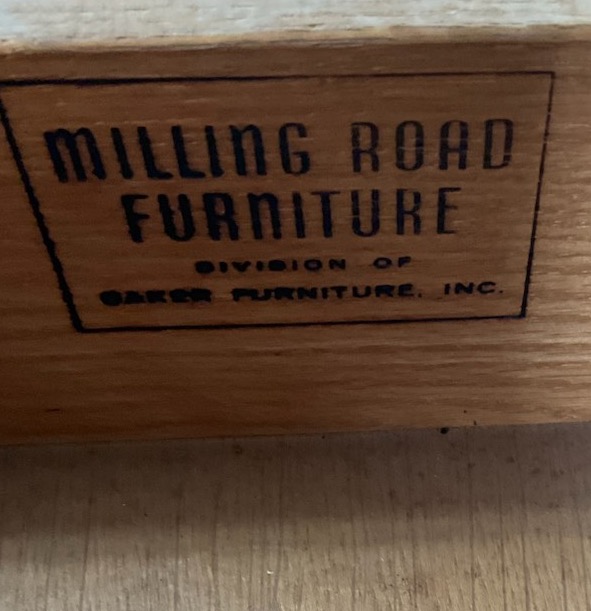 MILLING ROAD
FURNITURE
DIVISION OF
BAKER FURNITURE, INC.